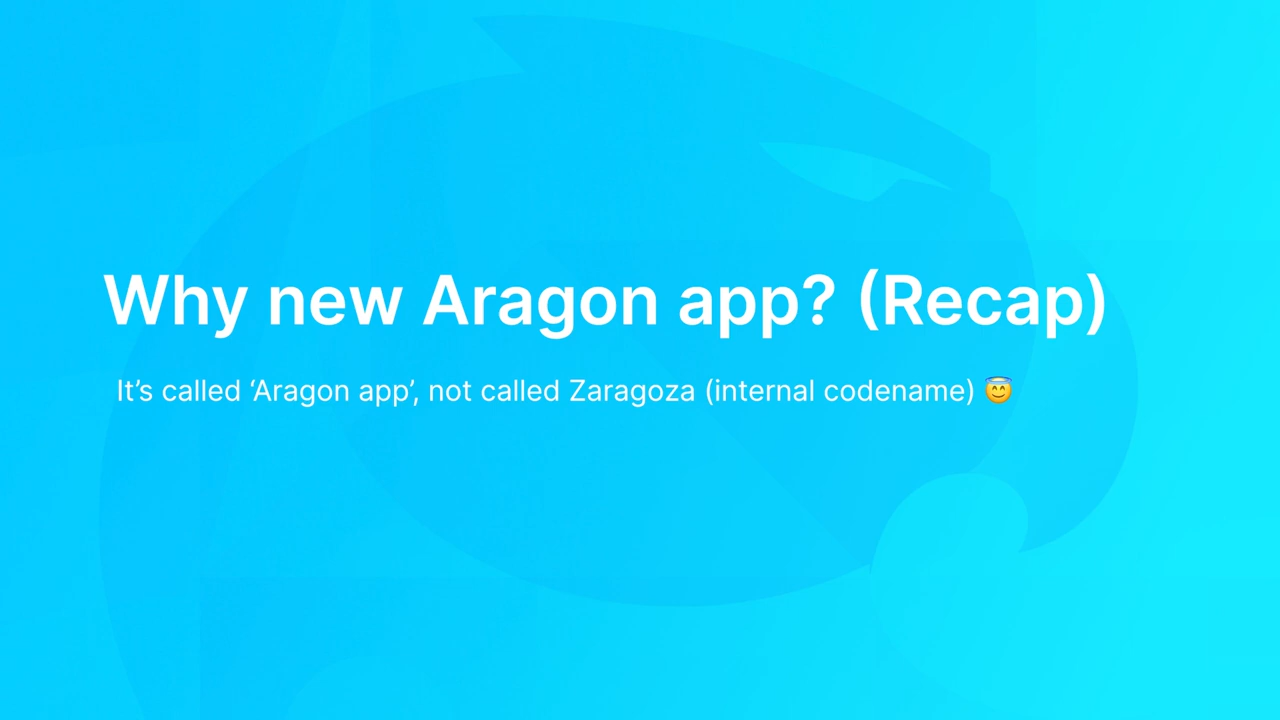 Why new Aragon app? (Recap)
It’s called ‘Aragon app’, not called Zaragoza (internal codename) 😇